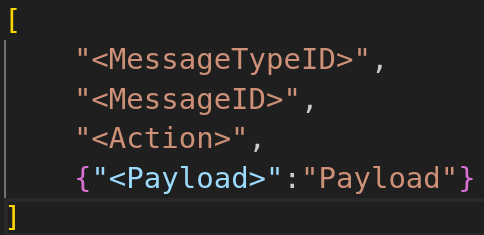 [
"<MessageTypeID>",
"<MessageID>",
"<Action>",
{"<Payload>":"Payload"}
]